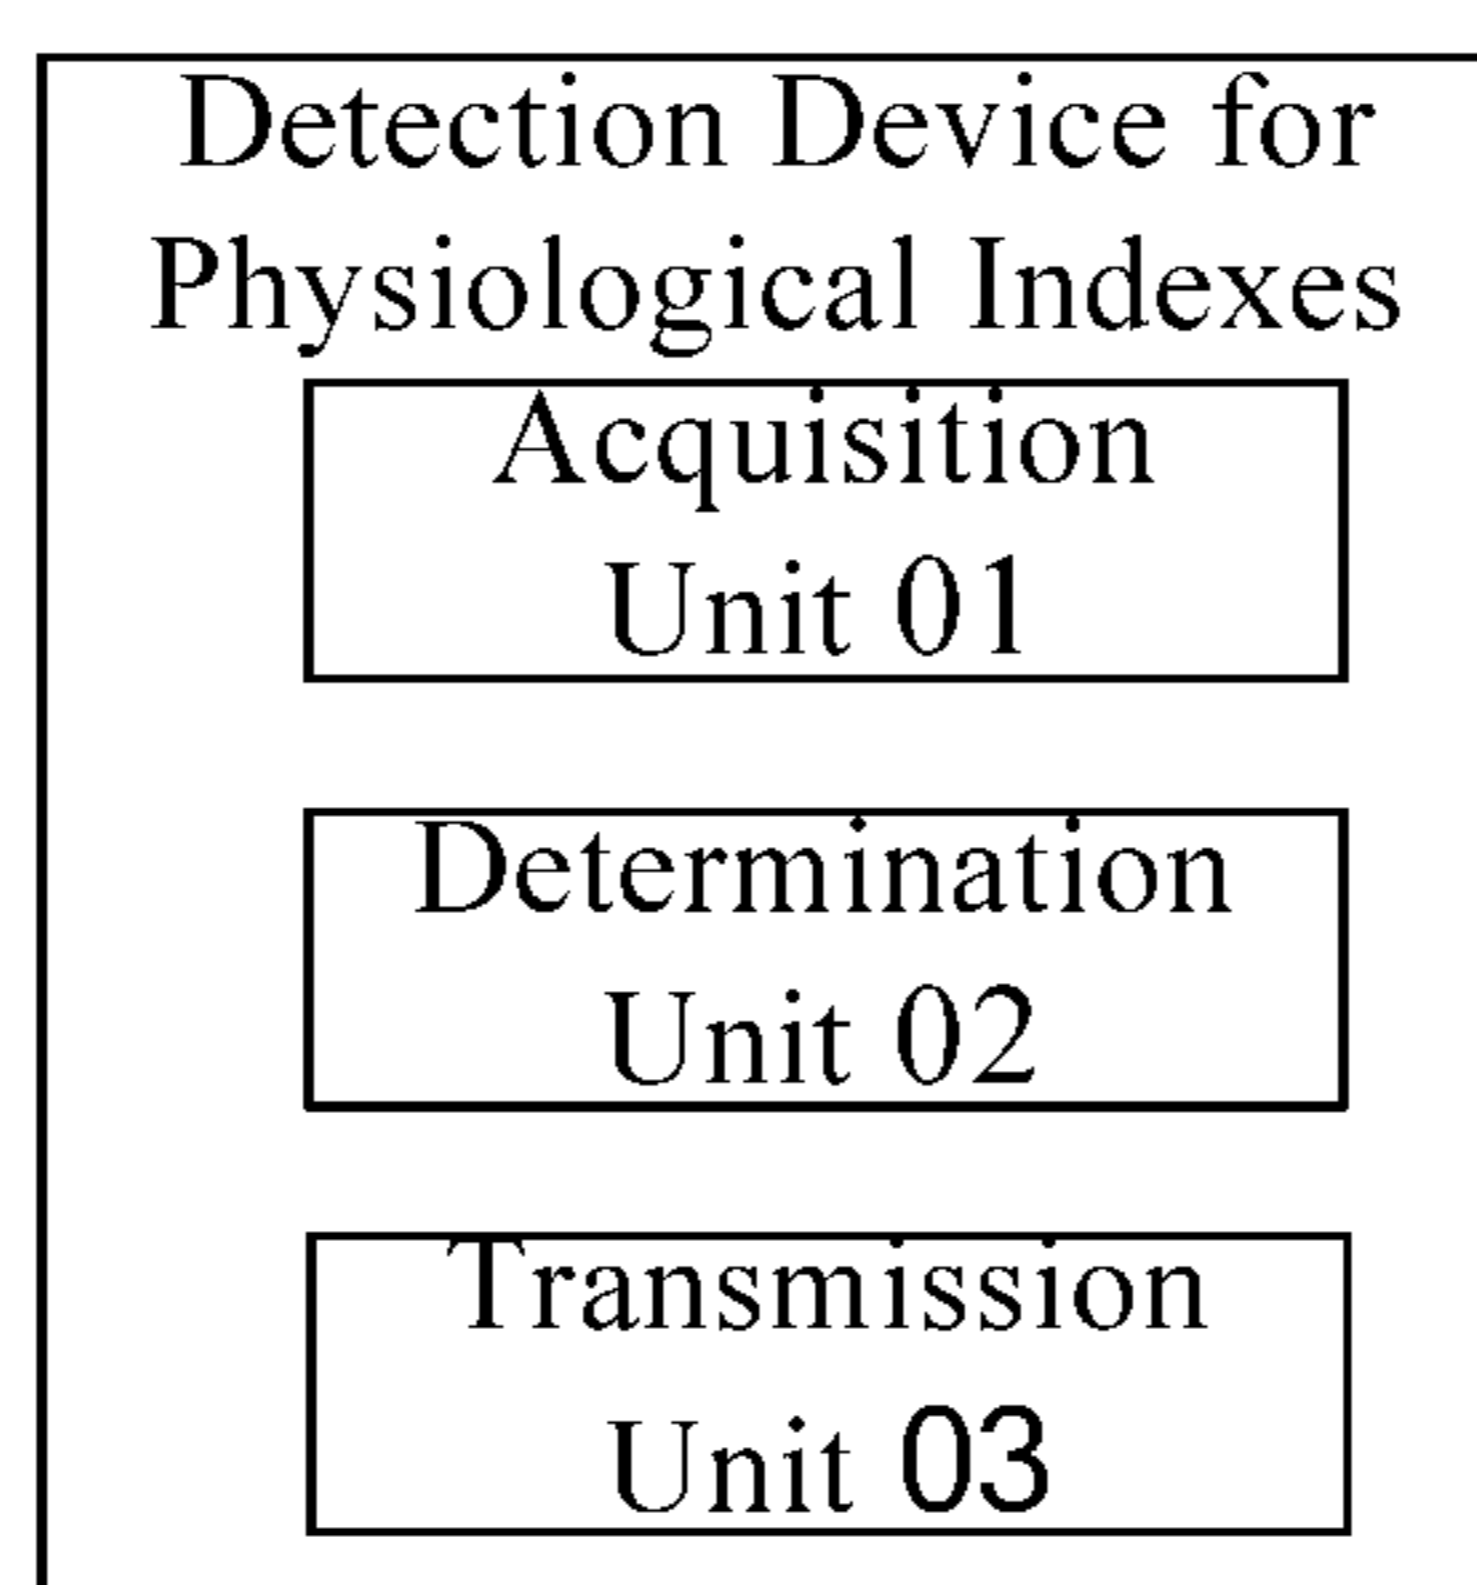 Detection Device for
Physiological Indexes
Acquisition
Unit 01
Determination
Unit 02
Transmission
Unit 03